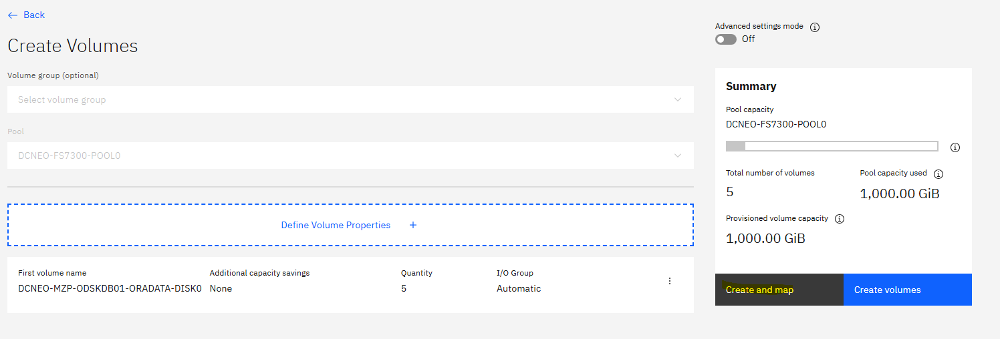 Back
Create Volumes
Volume group (optional)
Select volume group
Pool
DCNEO-FS7300-POOL0
Define Volume Properties +
First volume name Additional capacity savings Quantity I/O Group
DCNEO-MZP-ODSKDB01-ORADATA-DISK0 None 5 Automatic
Advanced settings mode
Off
Summary
Pool capacity
DCNEO-FS7300-POOL0
Total number of volumes Pool capacity used
5 1,000.00 GiB
Provisioned volume capacity
1,000.00 GiB
Create and map Create volumes